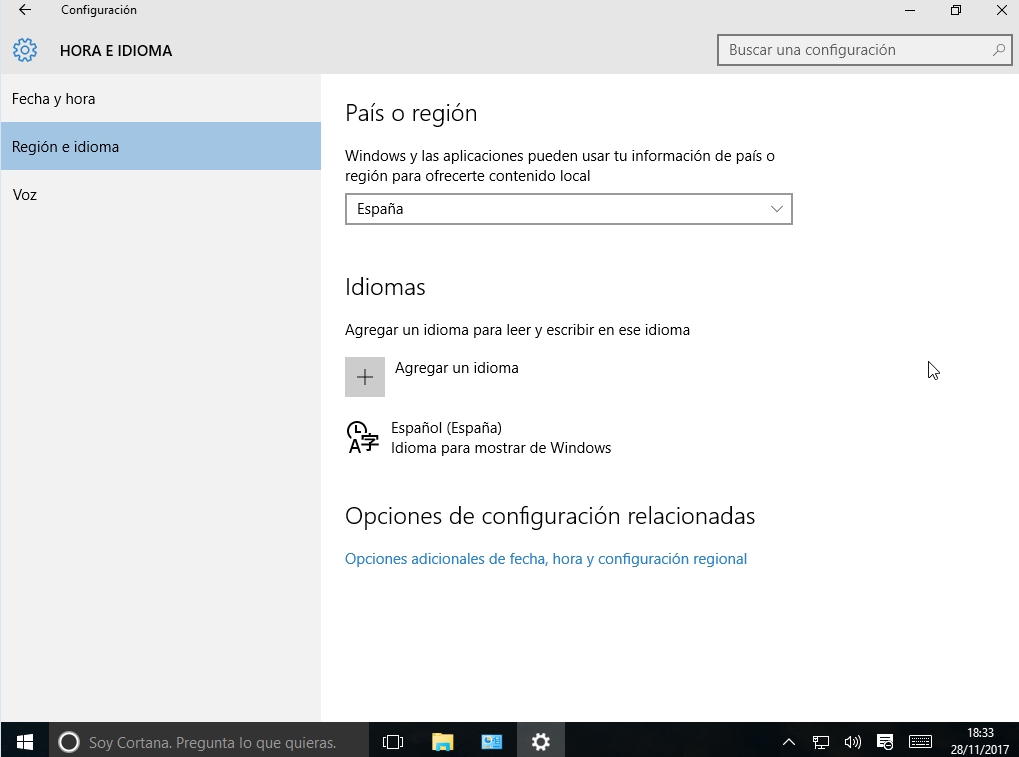 Configuración
HORA E IDIOMA
Buscar una configuración
Fecha y hora
Región e idioma
Voz
País o región
Windows y las aplicaciones pueden usar tu información de país o
región para ofrecerte contenido local
España
Idiomas
Agregar un idioma para leer y escribir en ese idioma
Agregar un idioma
Español (España)
Idioma para mostrar de Windows
Opciones de configuración relacionadas
Opciones adicionales de fecha, hora y configuración regional
Soy Cortana. Pregunta lo que quieras.
18:33
28/11/2017